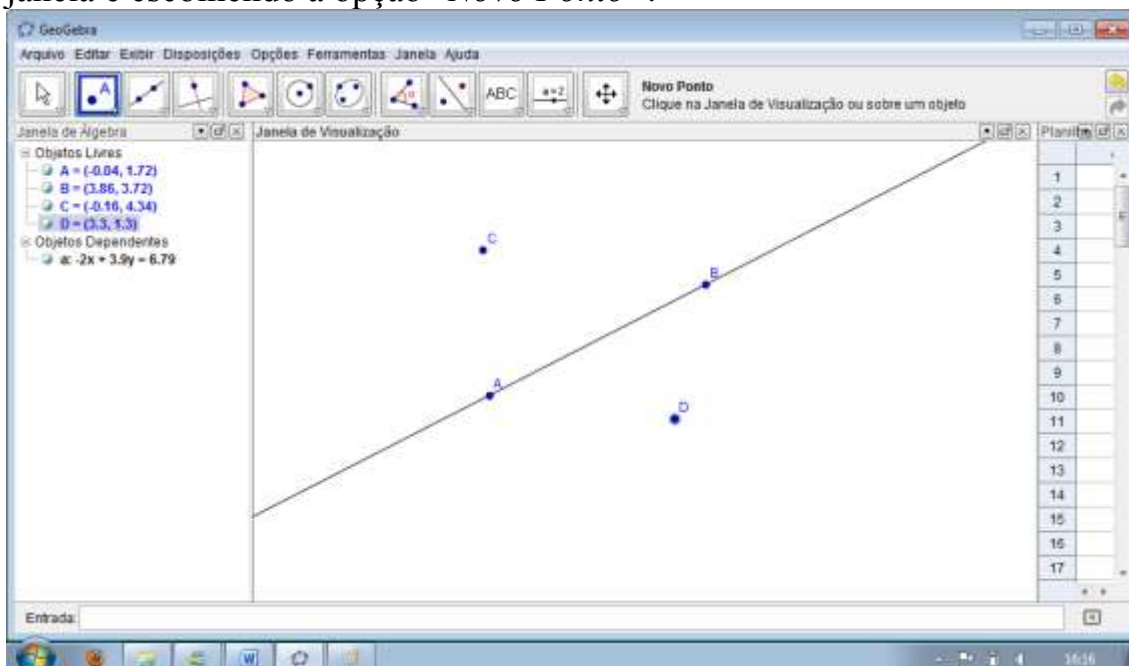 janela e escolhendo a opção "Novo Ponto".
GeoGebra
Arquivo Editar Exibir Disposições Opções Ferramentas Janela Ajuda
A
ABC
a=2
Novo Ponto
Clique na Janela de Visualização ou sobre um objeto
Janela de Álgebra
Janela de Visualização
Objetos Livres
A = (-0.04, 1.72)
B = (3.86, 3.72)
C = (-0.16, 4.34)
D = (3.3, 1.3)
Objetos Dependentes
a: -2x + 3.9y = 6.79
C
B
A
D
1
2
3
4
5
6
7
8
9
10
11
12
13
14
15
16
17
Entrada:
W
16:16